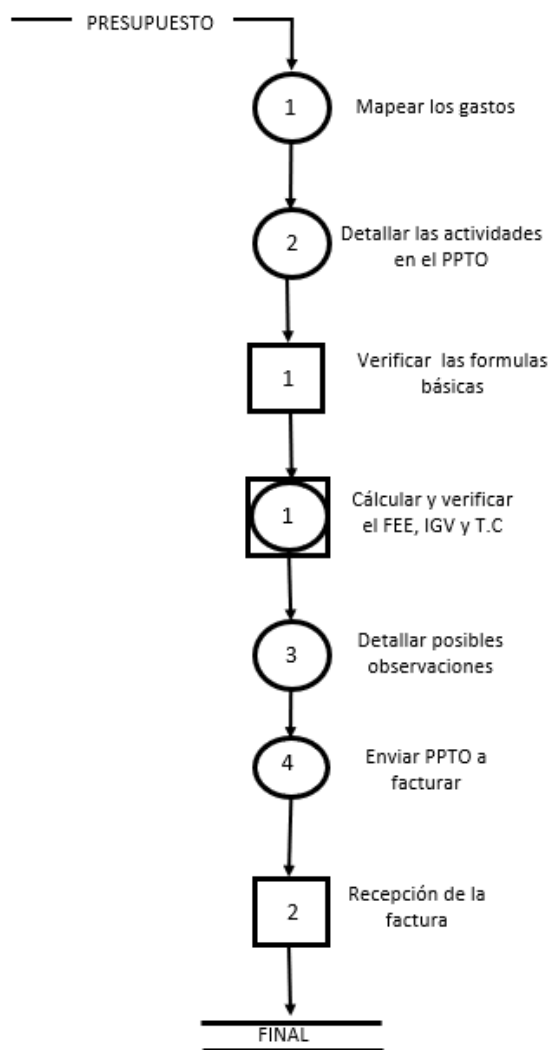 PRESUPUESTO
1
Mapear los gastos
2
Detallar las actividades
en el PPTO
1
Verificar las formulas
básicas
1
Cálcular y verificar
el FEE, IGV y T.C
3
Detallar posibles
observaciones
4
Enviar PPTO a
facturar
2
Recepción de la
factura
FINAL